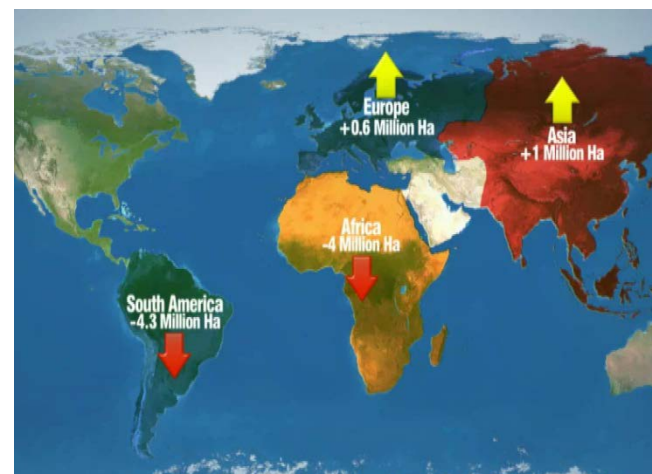 Europe
+0.6 Million Ha
Asia
+1 Million Ha
Africa
-4 Million Ha
South America
-4.3 Million Ha